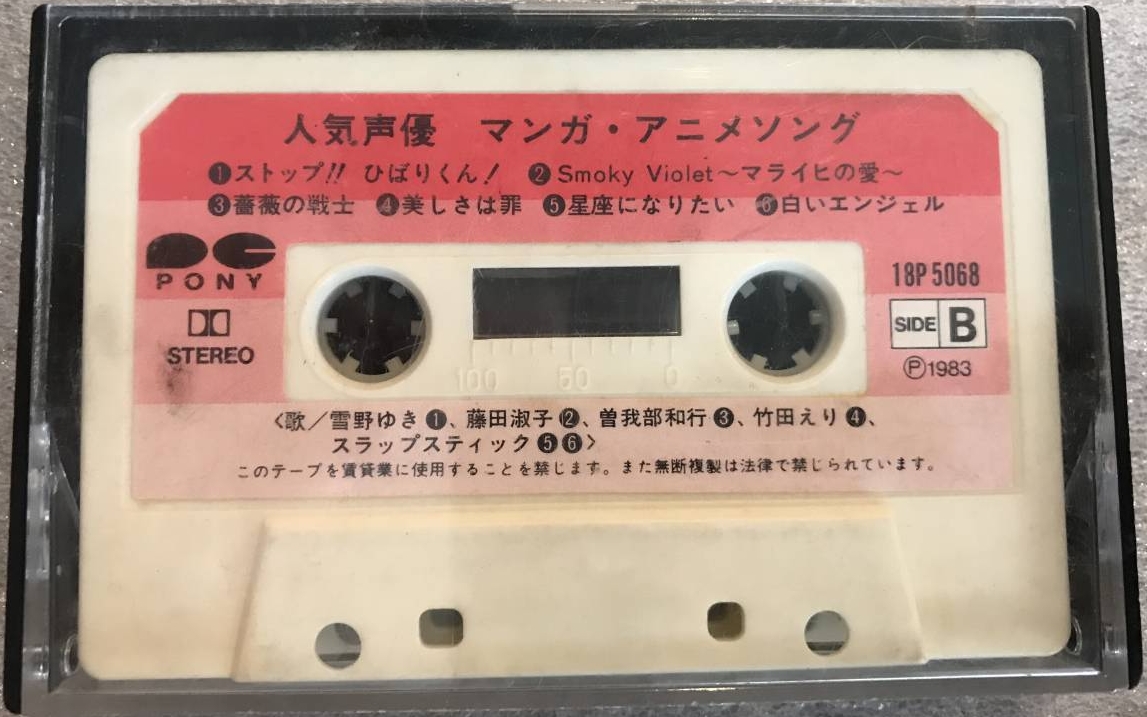 人気声優 マンガ・アニメソング
❶ストップ!! ひばりくん! ❷Smoky Violet〜マライヒの愛〜
❸薔薇の戦士 ❹美しさは罪 ❺星座になりたい ❻白いエンジェル
PONY
18P5068
STEREO
SIDE B
Ⓟ1983
100 50 0
〈歌/雪野ゆき❶、藤田淑子❷、曽我部和行❸、竹田えり❹、
スラップスティック❺❻〉
このテープを賃貸業に使用することを禁じます。また無断複製は法律で禁じられています。